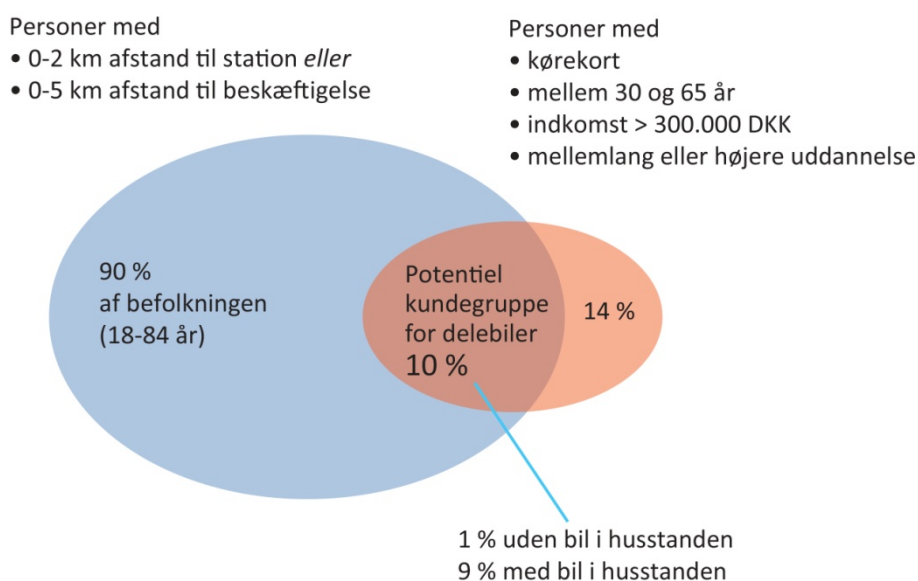 Personer med
• 0-2 km afstand til station eller
• 0-5 km afstand til beskæftigelse
Personer med
• kørekort
• mellem 30 og 65 år
• indkomst > 300.000 DKK
• mellemlang eller højere uddannelse
90 %
af befolkningen
(18-84 år)
Potentiel
kundegruppe
for delebiler
10 %
14 %
1 % uden bil i husstanden
9 % med bil i husstanden